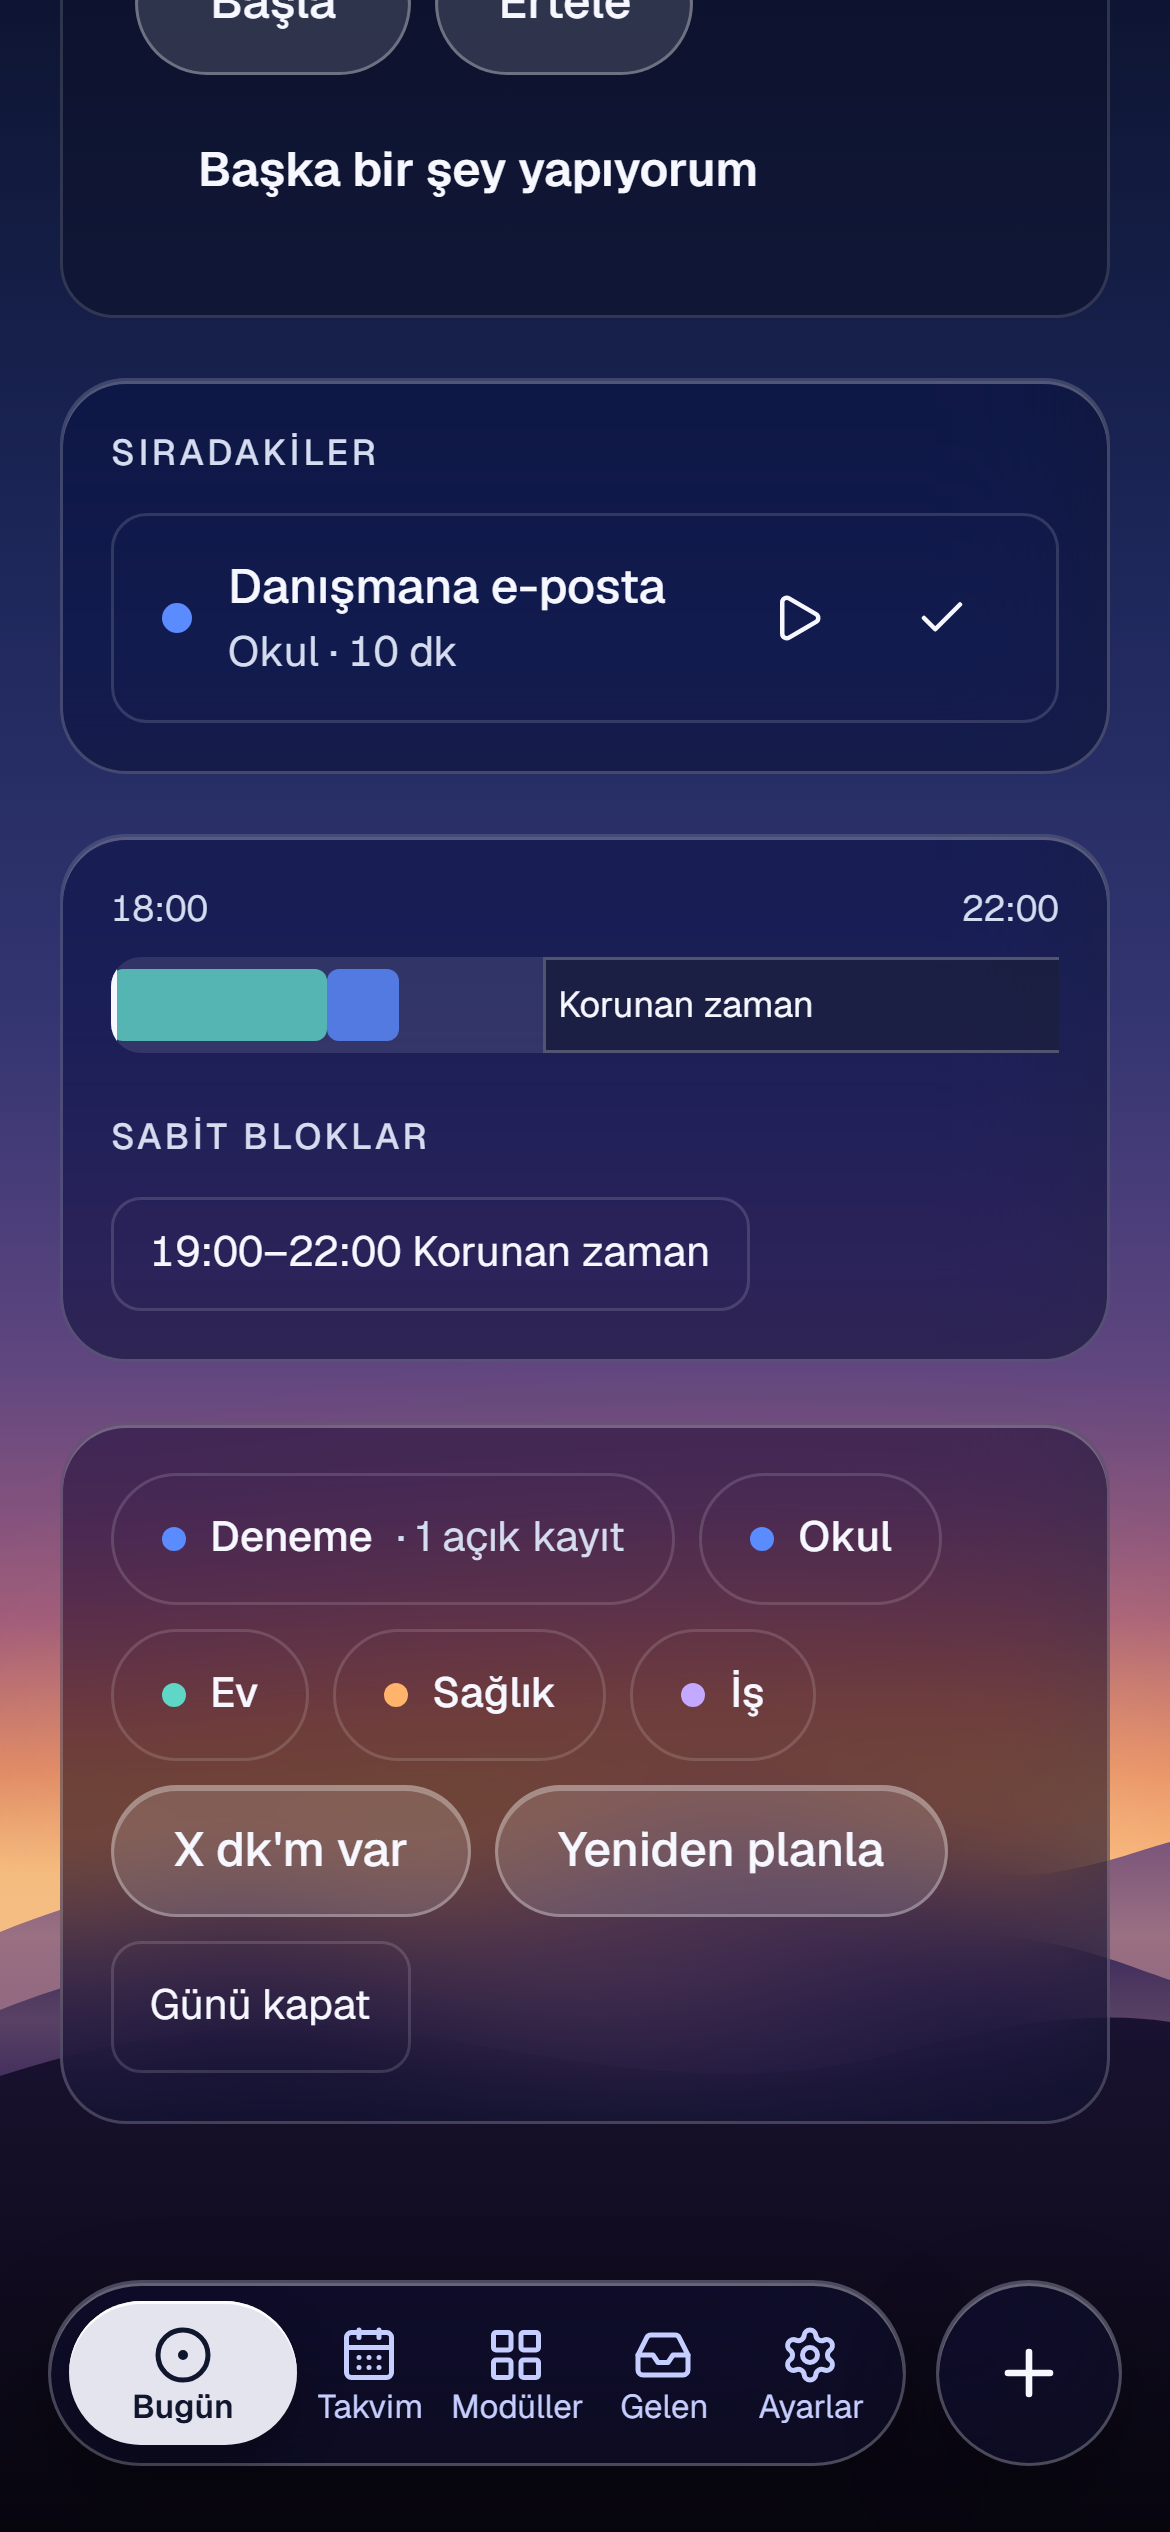 Başla Ertele
Başka bir şey yapıyorum
SIRADAKİLER
Danışmana e-posta
Okul · 10 dk
18:00 22:00
Korunan zaman
SABİT BLOKLAR
19:00–22:00 Korunan zaman
Deneme · 1 açık kayıt Okul
Ev Sağlık İş
X dk'm var Yeniden planla
Günü kapat
Bugün Takvim Modüller Gelen Ayarlar